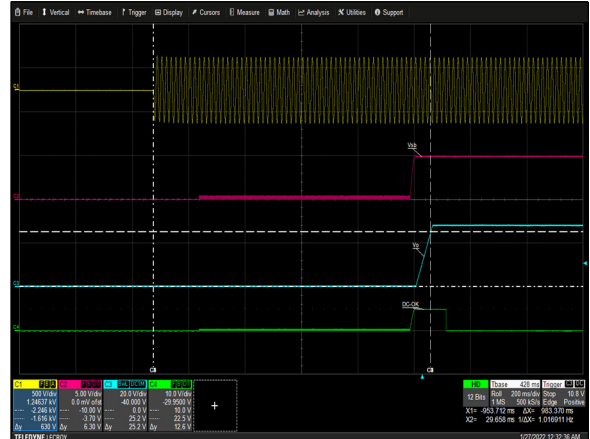 File Vertical Timebase Trigger Display Cursors Measure Math Analysis Utilities Support
C1
Vsb
C2
Vo
C3
DC-OK
C4
C1 C2 C3 BwL DC1M C4 HD Tbase 428 ms Trigger C3 DC
500 V/div 5.00 V/div 20.0 V/div 10.0 V/div 12 Bits Roll 200 ms/div Stop 10.8 V
1.24637 kV 0.0 mV ofst -40.000 V -29.9500 V 1 MS 500 kS/s Edge Positive
-2.246 kV -10.00 V 0.0 V 10.0 V X1= -953.712 ms ΔX= 983.370 ms
-1.616 kV -3.70 V 25.2 V 22.5 V X2= 29.658 ms 1/ΔX= 1.016911 Hz
Δy 630 V Δy 6.30 V Δy 25.2 V Δy 12.6 V
+
TELEDYNE LECROY 1/27/2022 12:32:36 AM